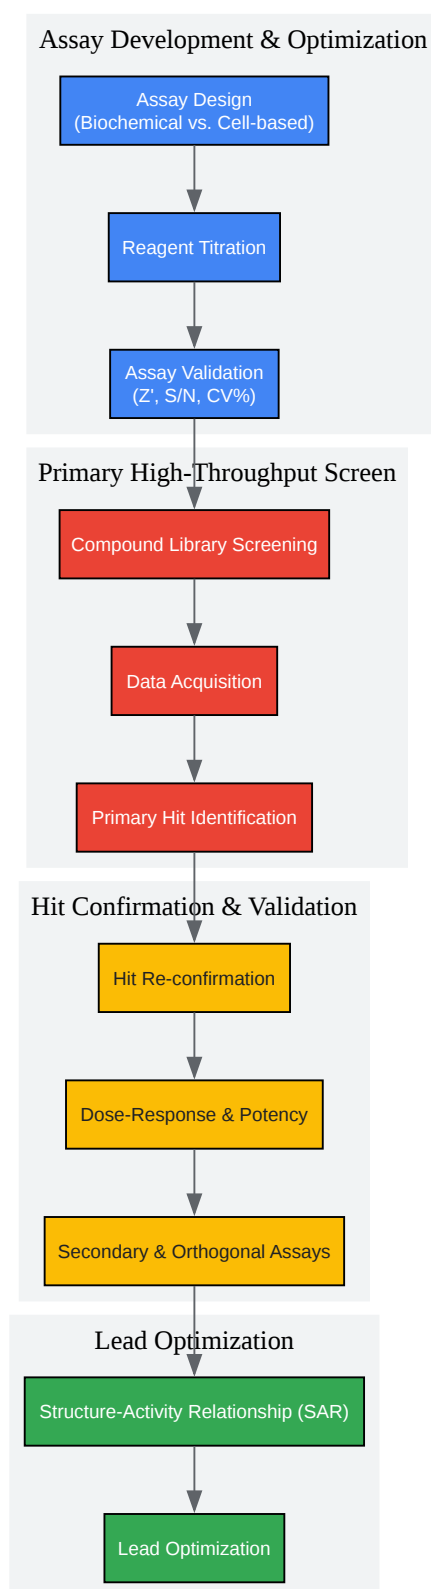 Assay Development & Optimization
Assay Design
(Biochemical vs. Cell-based)
Reagent Titration
Assay Validation
(Z', S/N, CV%)
Primary High-Throughput Screen
Compound Library Screening
Data Acquisition
Primary Hit Identification
Hit Confirmation & Validation
Hit Re-confirmation
Dose-Response & Potency
Secondary & Orthogonal Assays
Lead Optimization
Structure-Activity Relationship (SAR)
Lead Optimization